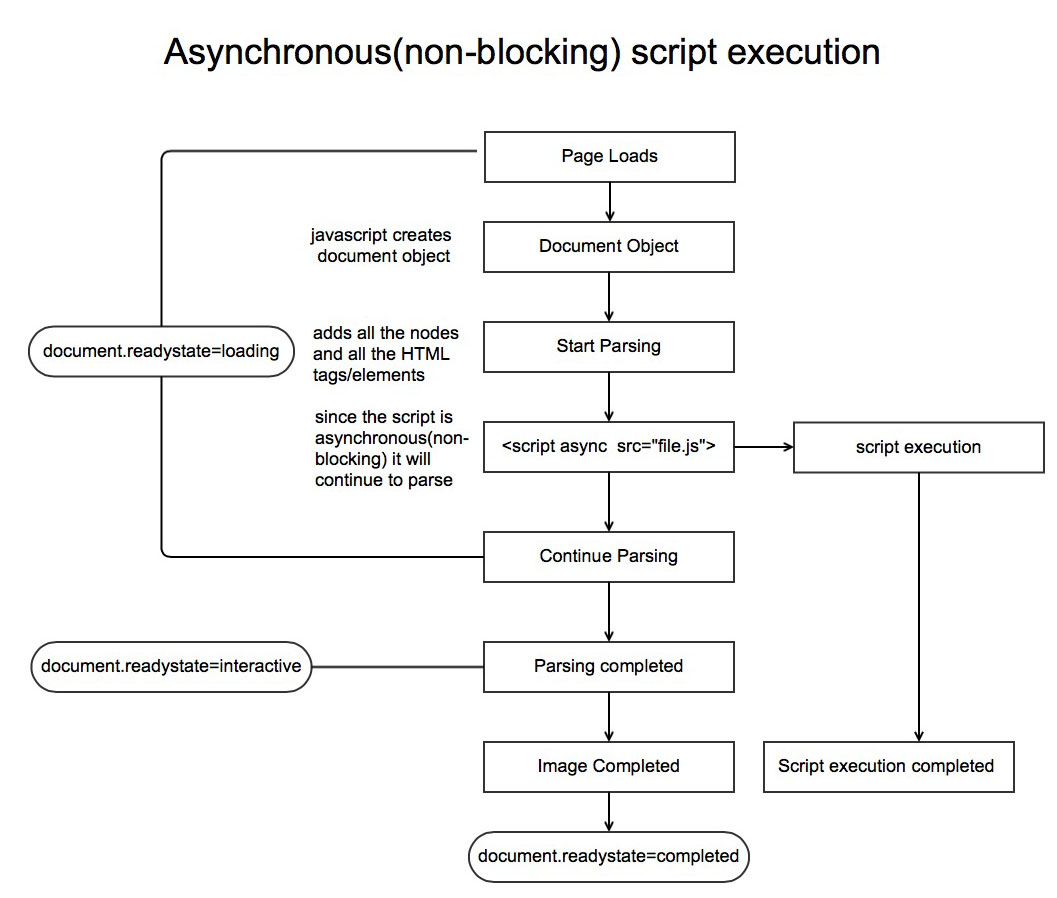 Asynchronous(non-blocking) script execution
Page Loads
javascript creates
document object
Document Object
document.readystate=loading
adds all the nodes
and all the HTML
tags/elements
Start Parsing
since the script is
asynchronous(non-
blocking) it will
continue to parse
<script async  src="file.js">
script execution
Continue Parsing
document.readystate=interactive
Parsing completed
Image Completed
Script execution completed
document.readystate=completed